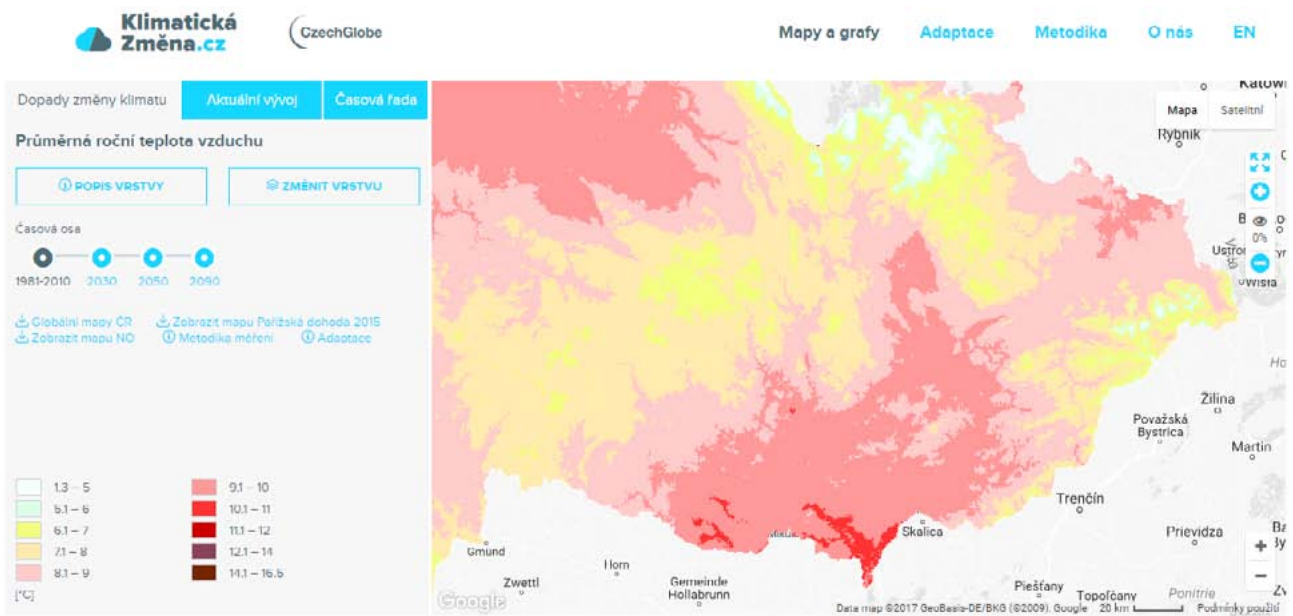 Klimatická
Změna.cz
CzechGlobe
Mapy a grafy Adaptace Metodika O nás EN
Dopady změny klimatu Aktuální vývoj Časová řada
Průměrná roční teplota vzduchu
POPIS VRSTVY ZMĚNIT VRSTVU
Časová osa
1981-2010 2030 2050 2090
Globální mapy ČR Zobrazit mapu Pařížská dohoda 2015
Zobrazit mapu NO Metodika měření Adaptace
1.3 – 5 9.1 – 10
5.1 – 6 10.1 – 11
6.1 – 7 11.1 – 12
7.1 – 8 12.1 – 14
8.1 – 9 14.1 – 16.5
[°C]
Katowi
Mapa Satelitní
Rybnik
0%
Ustroń
Wisła
Žilina
Považská
Bystrica
Martin
Trenčín
Skalica
Prievidza
Gmünd
Horn
Zwettl
Gemeinde
Hollabrunn
Piešťany
Topoľčany
Ponitrie
Google
Data map ©2017 GeoBasis-DE/BKG (©2009), Google 20 km Podmínky použití